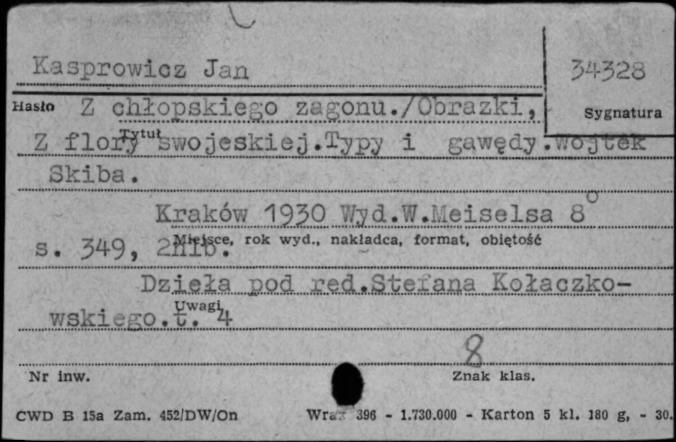 Kasprowicz Jan
34328
Hasło Z chłopskiego zagonu./Obrazki,
Sygnatura
Tytuł
Z flory swojeskiej.Typy i gawędy.Wojtek
Skiba.
Kraków 1930 Wyd.W.Meiselsa 8°
Miejsce, rok wyd., nakładca, format, objętość
s. 349, 2nlb.
Dzieła pod red.Stefana Kołaczko-
Uwagi
wskiego.t. 4
8
Nr inw.
Znak klas.
CWD B 15a Zam. 452/DW/On
396 - 1.730.000 - Karton 5 kl. 180 g, - 30.